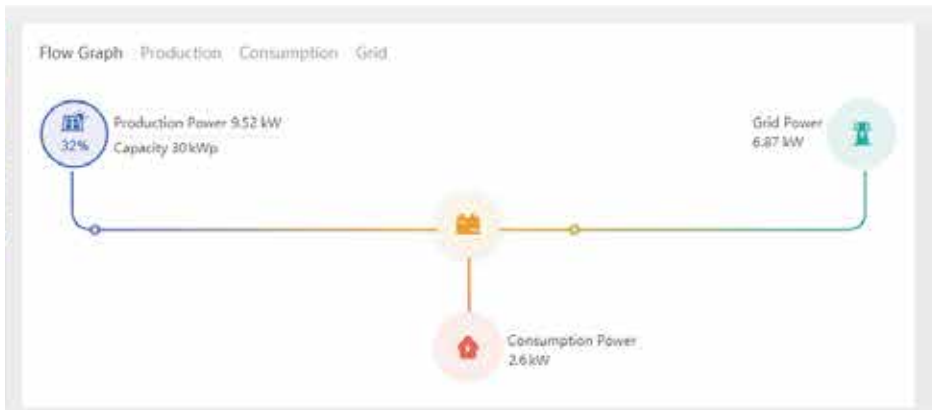 Flow Graph Production Consumption Grid
Production Power 9.52 kW
32%
Capacity 30 kWp
Grid Power
6.87 kW
Consumption Power
2.6 kW